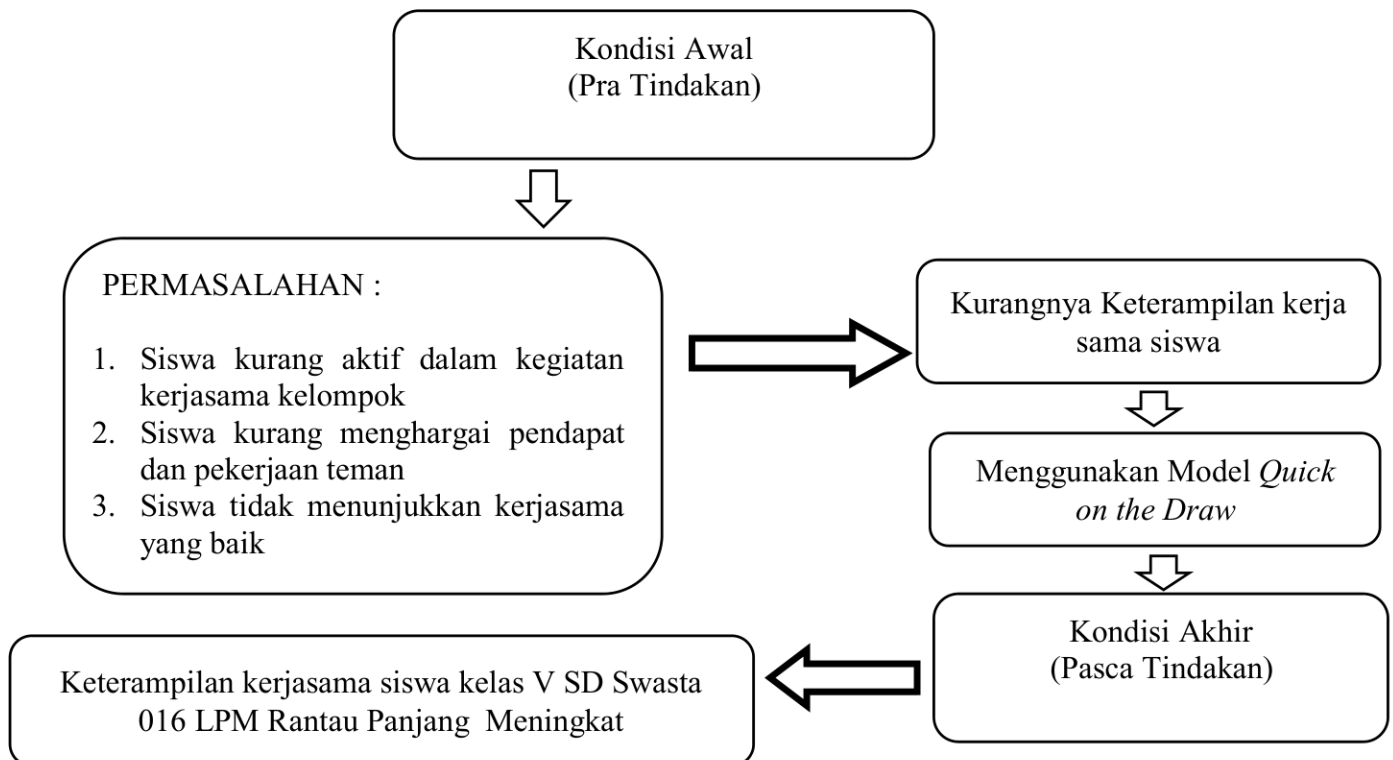 Kondisi Awal
(Pra Tindakan)
PERMASALAHAN :
1. Siswa kurang aktif dalam kegiatan
kerjasama kelompok
2. Siswa kurang menghargai pendapat
dan pekerjaan teman
3. Siswa tidak menunjukkan kerjasama
yang baik
Kurangnya Keterampilan kerja
sama siswa
Menggunakan Model Quick
on the Draw
Kondisi Akhir
(Pasca Tindakan)
Keterampilan kerjasama siswa kelas V SD Swasta
016 LPM Rantau Panjang Meningkat